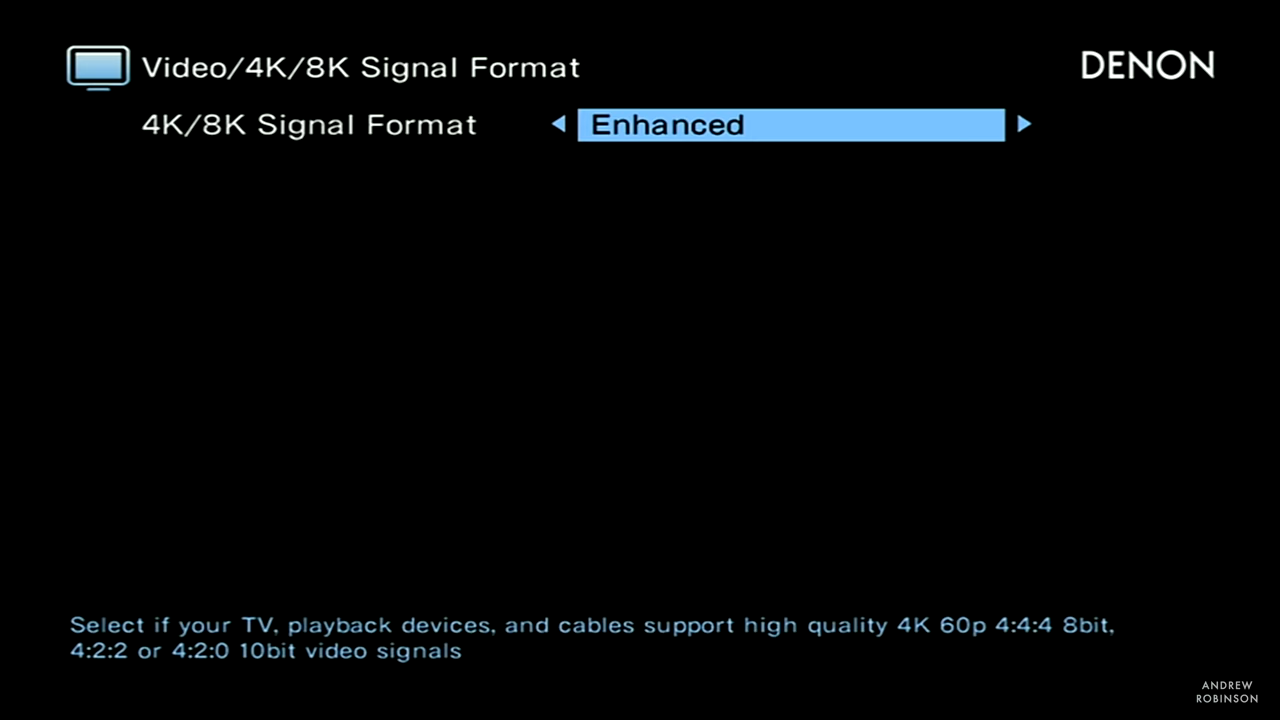 Video/4K/8K Signal Format
DENON
4K/8K Signal Format
Enhanced
Select if your TV, playback devices, and cables support high quality 4K 60p 4:4:4 8bit,
4:2:2 or 4:2:0 10bit video signals
ANDREW
ROBINSON